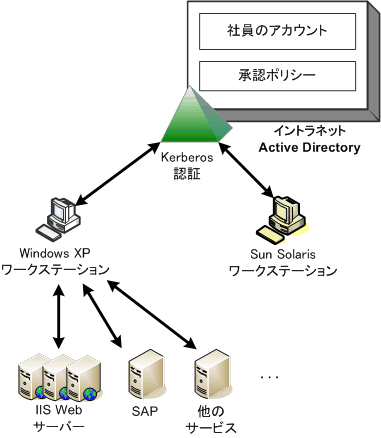 社員のアカウント
承認ポリシー
イントラネット
Active Directory
Kerberos
認証
Windows XP
ワークステーション
Sun Solaris
ワークステーション
IIS Web
サーバー
SAP
他の
サービス
...